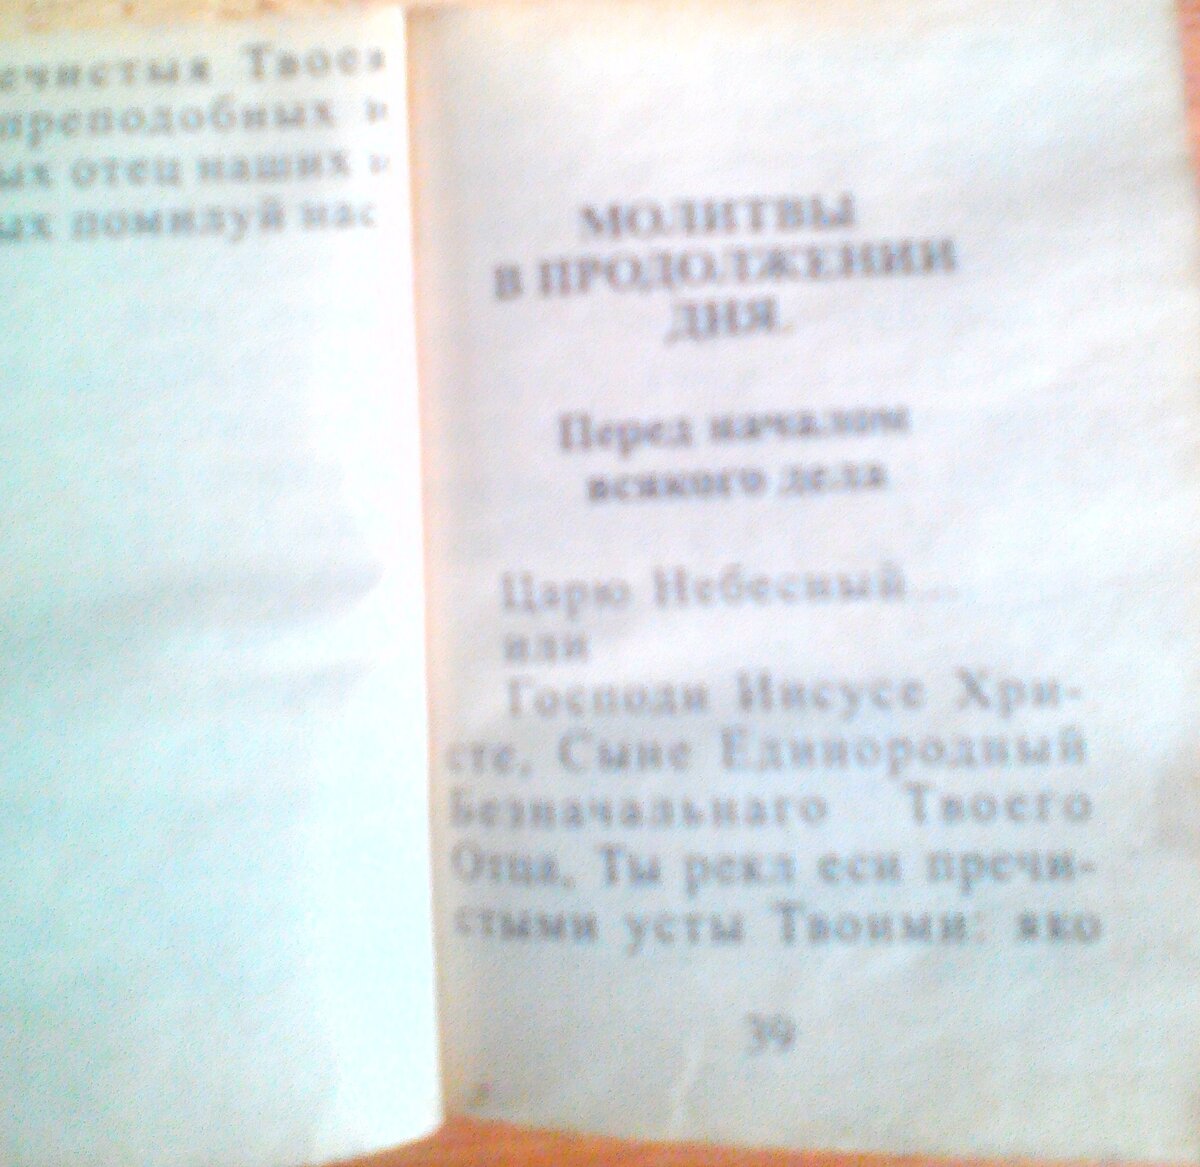 ечистыя Твоея
преподобных и
ых отец наших и
ых помилуй нас
МОЛИТВЫ
В ПРОДОЛЖЕНИИ
ДНЯ.
Перед началом
всякого дела
Царю Небесный...
или
Господи Иисусе Хри-
сте, Сыне Единородный
Безначальнаго Твоего
Отца, Ты рекл еси пречи-
стыми усты Твоими: яко
39